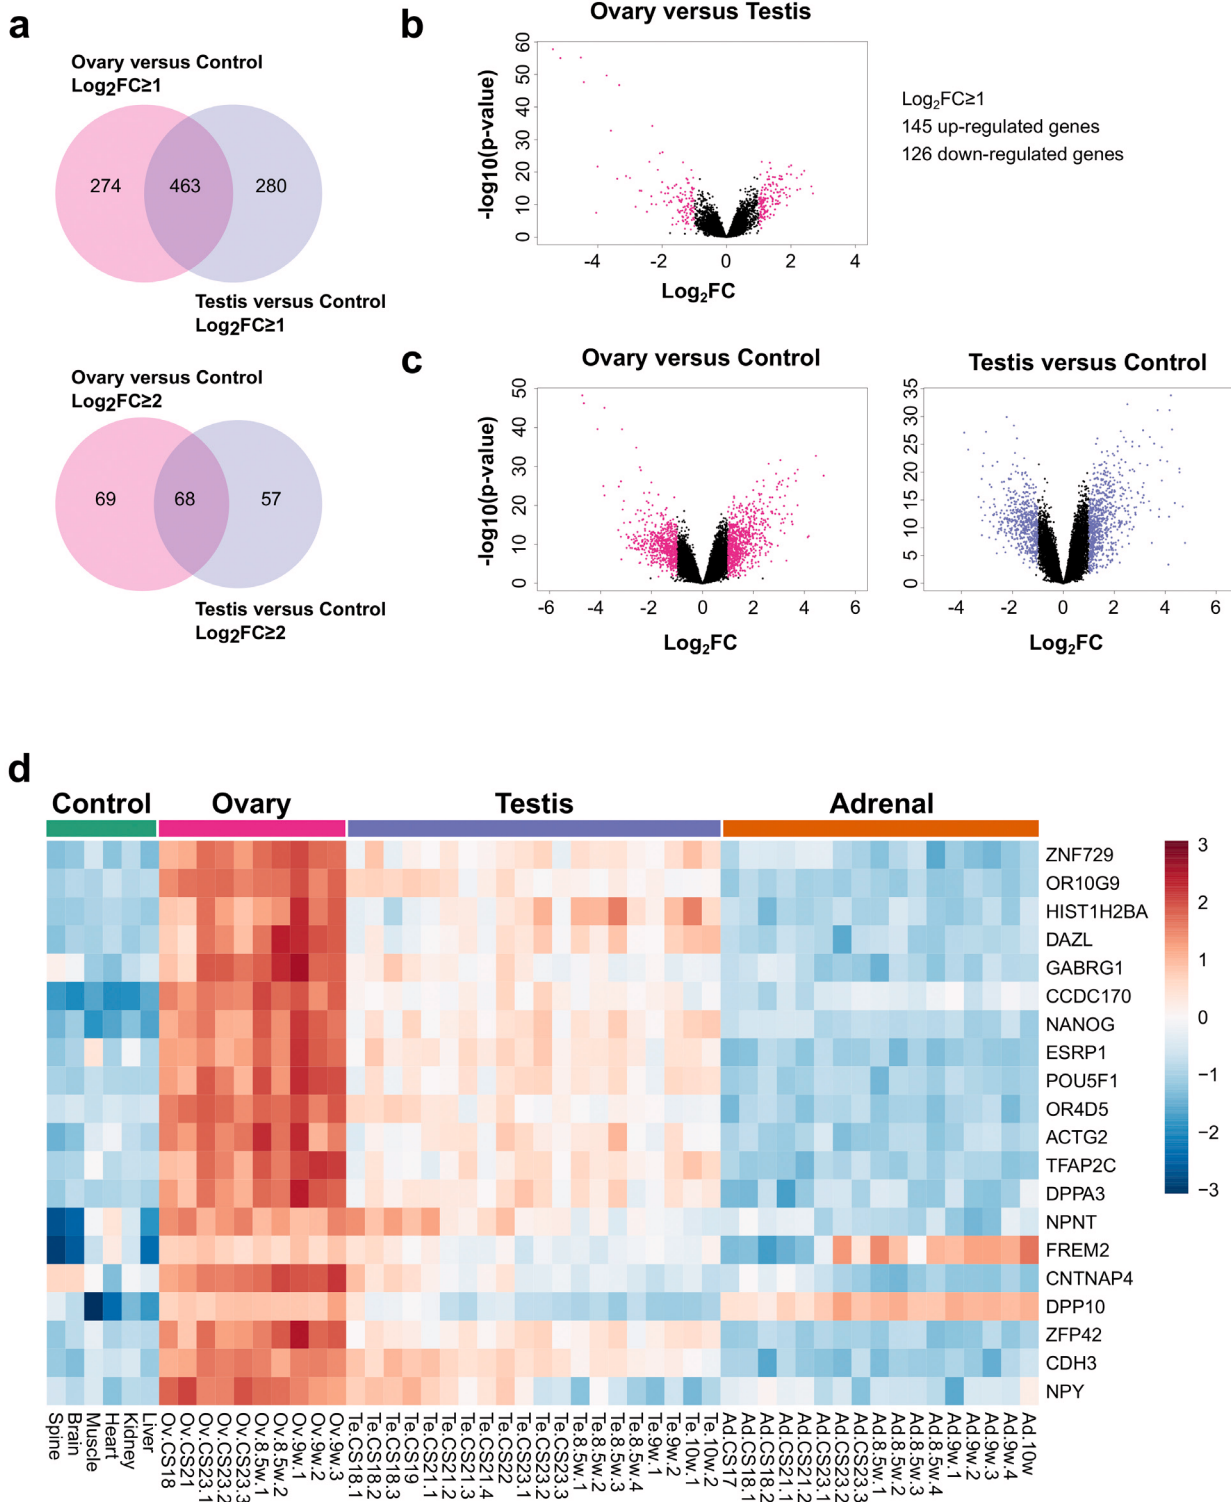 a
Ovary versus Control
Log2FC≥1
274
463
280
Testis versus Control
Log2FC≥1
Ovary versus Control
Log2FC≥2
69
68
57
Testis versus Control
Log2FC≥2
b
Ovary versus Testis
-log10(p-value)
60
50
40
30
20
10
0
-4
-2
0
2
4
Log2FC
Log2FC≥1
145 up-regulated genes
126 down-regulated genes
c
Ovary versus Control
-log10(p-value)
50
40
30
20
10
0
-6
-4
-2
0
2
4
6
Log2FC
Testis versus Control
35
30
25
20
15
10
5
0
-4
-2
0
2
4
6
Log2FC
d
Control
Ovary
Testis
Adrenal
ZNF729
OR10G9
HIST1H2BA
DAZL
GABRG1
CCDC170
NANOG
ESRP1
POU5F1
OR4D5
ACTG2
TFAP2C
DPPA3
NPNT
FREM2
CNTNAP4
DPP10
ZFP42
CDH3
NPY
3
2
1
0
−1
−2
−3
Spine
Brain
Muscle
Heart
Kidney
Liver
Ov.CS18
Ov.CS21
Ov.CS23.1
Ov.CS23.2
Ov.CS23.3
Ov.8.5w.1
Ov.8.5w.2
Ov.9w.1
Ov.9w.2
Ov.9w.3
Te.CS18.1
Te.CS18.2
Te.CS18.3
Te.CS19
Te.CS21.1
Te.CS21.2
Te.CS21.3
Te.CS21.4
Te.CS22
Te.CS23.1
Te.CS23.2
Te.CS23.3
Te.8.5w.1
Te.8.5w.2
Te.8.5w.3
Te.8.5w.4
Te.9w.1
Te.9w.2
Te.10w.1
Te.10w.2
Ad.CS17
Ad.CS18.1
Ad.CS18.2
Ad.CS21.1
Ad.CS21.2
Ad.CS23.1
Ad.CS23.2
Ad.CS23.3
Ad.8.5w.1
Ad.8.5w.2
Ad.8.5w.3
Ad.8.5w.4
Ad.9w.1
Ad.9w.2
Ad.9w.3
Ad.9w.4
Ad.10w